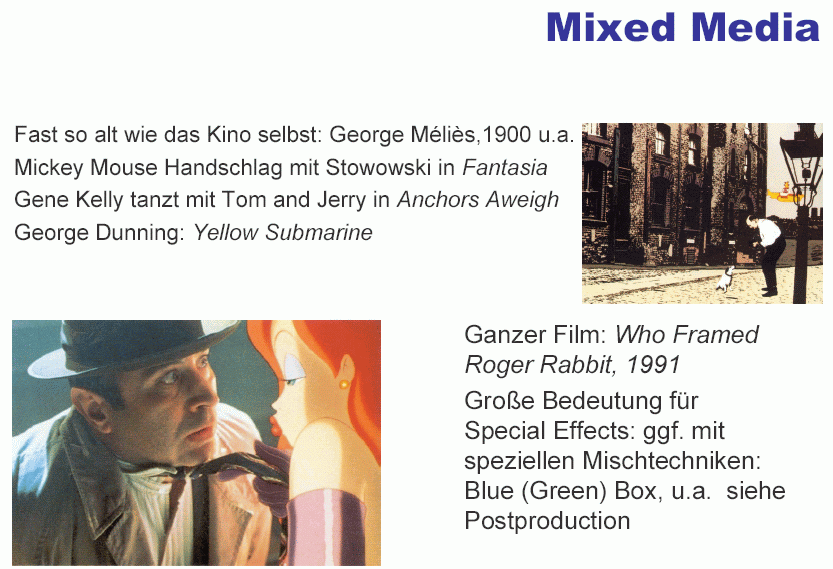 Mixed Media
Fast so alt wie das Kino selbst: George Méliès,1900 u.a.
Mickey Mouse Handschlag mit Stowowski in Fantasia
Gene Kelly tanzt mit Tom and Jerry in Anchors Aweigh
George Dunning: Yellow Submarine
Ganzer Film: Who Framed
Roger Rabbit, 1991
Große Bedeutung für
Special Effects: ggf. mit
speziellen Mischtechniken:
Blue (Green) Box, u.a. siehe
Postproduction